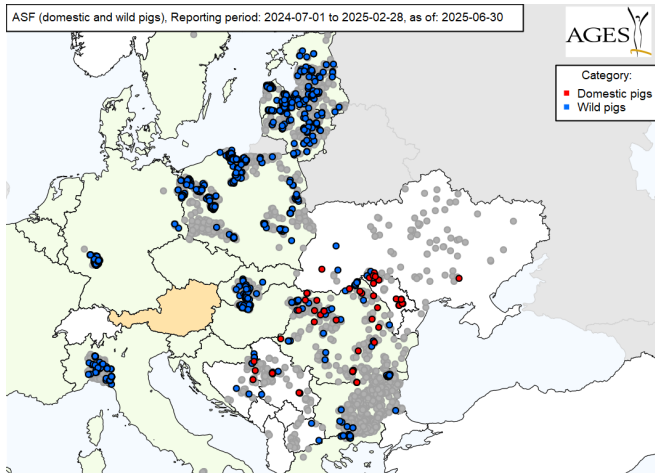 ASF (domestic and wild pigs), Reporting period: 2024-07-01 to 2025-02-28, as of: 2025-06-30
AGES
Category:
Domestic pigs
Wild pigs